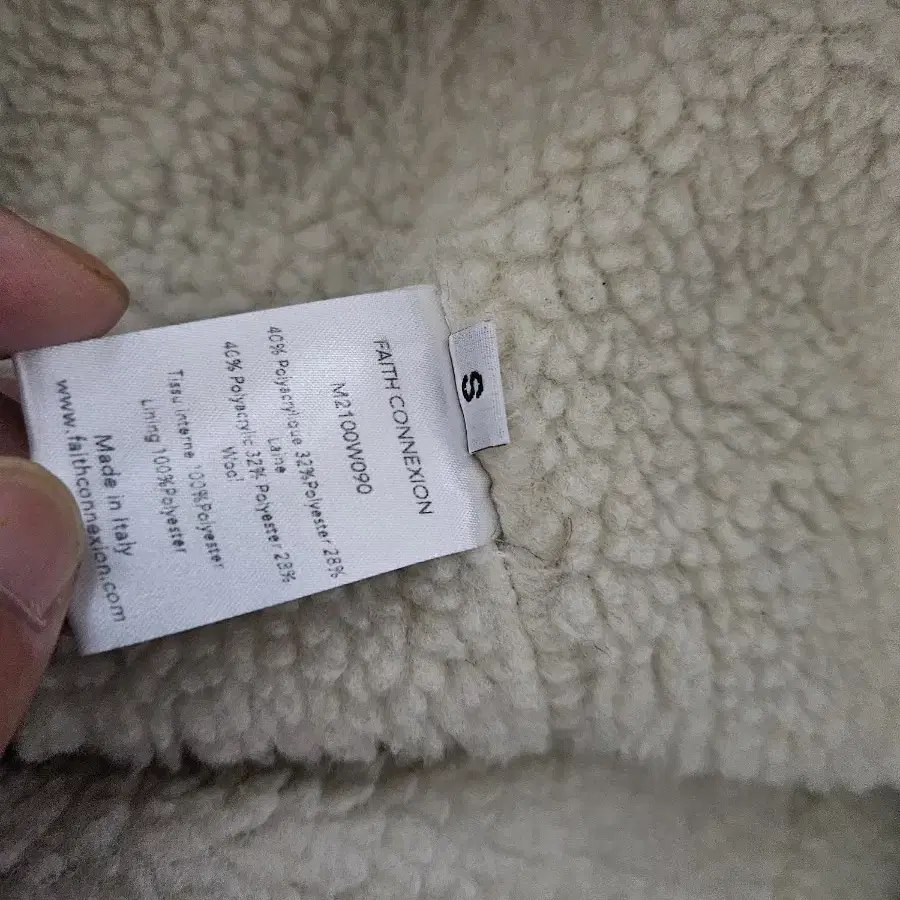 FAITH CONNEXION
M2100W090
40% Polyacrylique 32%Polyester 28%
Laine
40% Polyacrylic 32% Polyester 28%
Wool
Tissu interne 100%Polyester
Lining 100%Polyester
Made in Italy
www.faithconnexion.com
S